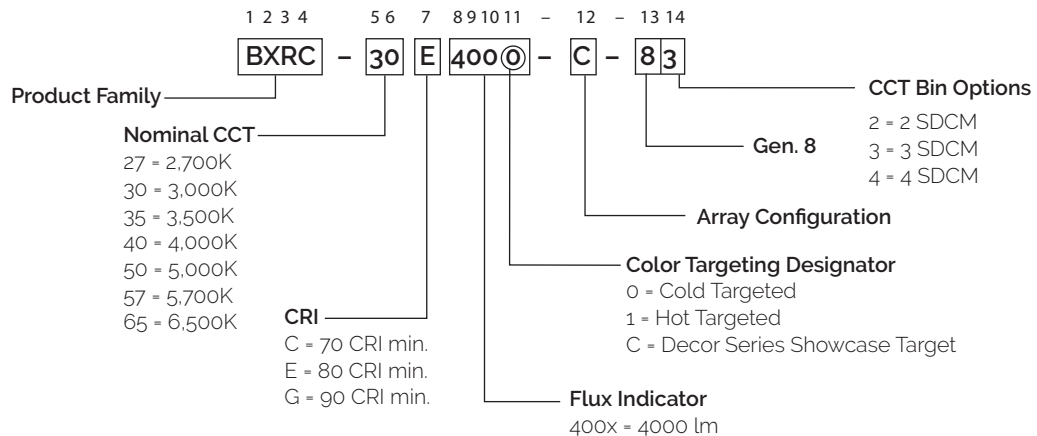 1 2 3 4 5 6 7 8 9 10 11 – 12 – 13 14
BXRC – 30 E 400 0 – C – 8 3
Product Family
CCT Bin Options
2 = 2 SDCM
3 = 3 SDCM
4 = 4 SDCM
Nominal CCT
27 = 2,700K
30 = 3,000K
35 = 3,500K
40 = 4,000K
50 = 5,000K
57 = 5,700K
65 = 6,500K
Gen. 8
Array Configuration
Color Targeting Designator
0 = Cold Targeted
1 = Hot Targeted
C = Decor Series Showcase Target
CRI
C = 70 CRI min.
E = 80 CRI min.
G = 90 CRI min.
Flux Indicator
400x = 4000 lm